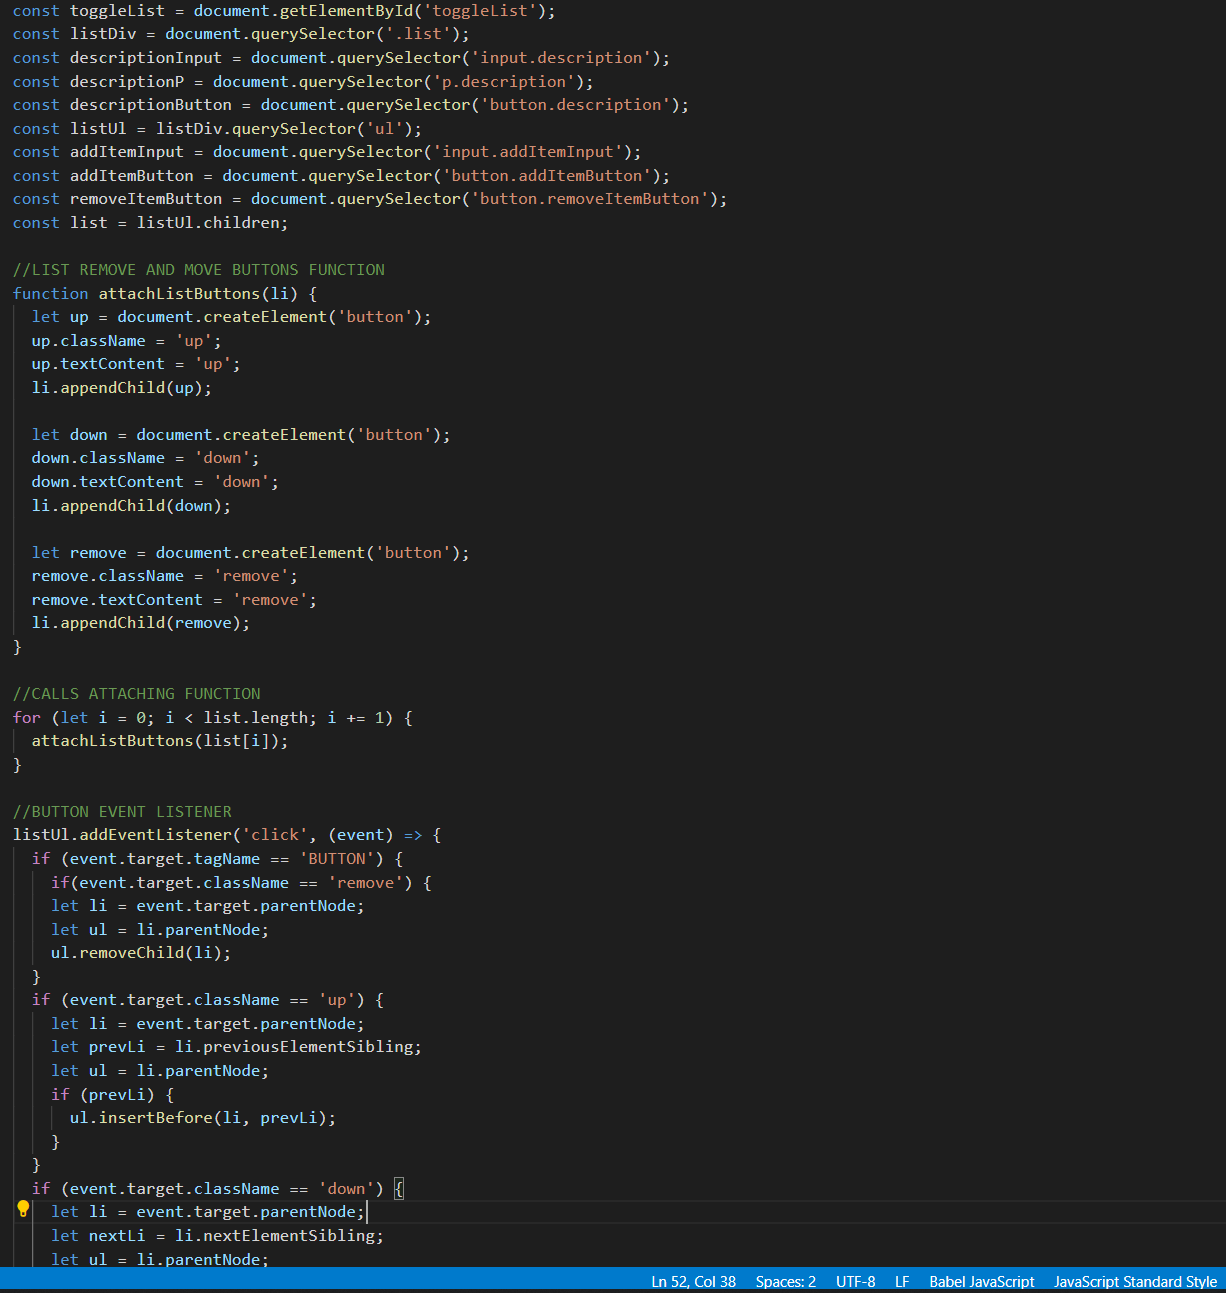 const toggleList = document.getElementById('toggleList');
const listDiv = document.querySelector('.list');
const descriptionInput = document.querySelector('input.description');
const descriptionP = document.querySelector('p.description');
const descriptionButton = document.querySelector('button.description');
const listUl = listDiv.querySelector('ul');
const addItemInput = document.querySelector('input.addItemInput');
const addItemButton = document.querySelector('button.addItemButton');
const removeItemButton = document.querySelector('button.removeItemButton');
const list = listUl.children;

//LIST REMOVE AND MOVE BUTTONS FUNCTION
function attachListButtons(li) {
  let up = document.createElement('button');
  up.className = 'up';
  up.textContent = 'up';
  li.appendChild(up);

  let down = document.createElement('button');
  down.className = 'down';
  down.textContent = 'down';
  li.appendChild(down);

  let remove = document.createElement('button');
  remove.className = 'remove';
  remove.textContent = 'remove';
  li.appendChild(remove);
}

//CALLS ATTACHING FUNCTION
for (let i = 0; i < list.length; i += 1) {
  attachListButtons(list[i]);
}

//BUTTON EVENT LISTENER
listUl.addEventListener('click', (event) => {
  if (event.target.tagName == 'BUTTON') {
    if(event.target.className == 'remove') {
    let li = event.target.parentNode;
    let ul = li.parentNode;
    ul.removeChild(li);
  }
  if (event.target.className == 'up') {
    let li = event.target.parentNode;
    let prevLi = li.previousElementSibling;
    let ul = li.parentNode;
    if (prevLi) {
      ul.insertBefore(li, prevLi);
    }
  }
  if (event.target.className == 'down') {
    let li = event.target.parentNode;
    let nextLi = li.nextElementSibling;
    let ul = li.parentNode;
Ln 52, Col 38 Spaces: 2 UTF-8 LF Babel JavaScript JavaScript Standard Style